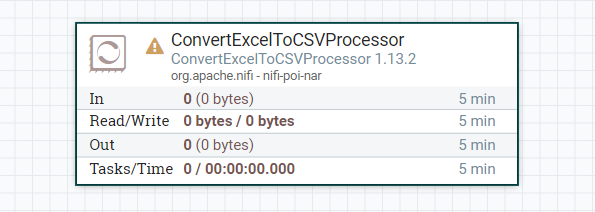 ConvertExcelToCSVProcessor
ConvertExcelToCSVProcessor 1.13.2
org.apache.nifi - nifi-poi-nar
In 0 (0 bytes) 5 min
Read/Write 0 bytes / 0 bytes 5 min
Out 0 (0 bytes) 5 min
Tasks/Time 0 / 00:00:00.000 5 min